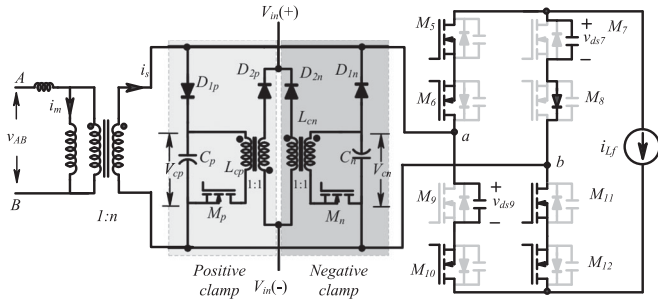 V_in(+)
M_5
M_7
+
v_ds7
−
i_s
D_1p
D_2p
D_2n
D_1n
A
i_m
M_6
M_8
L_cn
a
i_Lf
v_AB
V_cp
C_p
L_cp
1:1
1:1
C_n
V_cn
b
B
M_p
M_n
M_9
+
v_ds9
−
M_11
1:n
M_10
M_12
Positive
clamp
V_in(-)
Negative
clamp